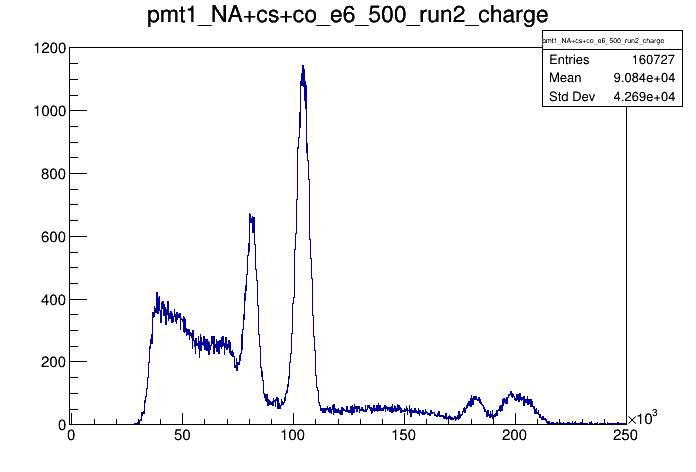 pmt1_NA+cs+co_e6_500_run2_charge
pmt1_NA+cs+co_e6_500_run2_charge
Entries 160727
Mean 9.084e+04
Std Dev 4.269e+04
1200
1000
800
600
400
200
0
0 50 100 150 200 250
×10³